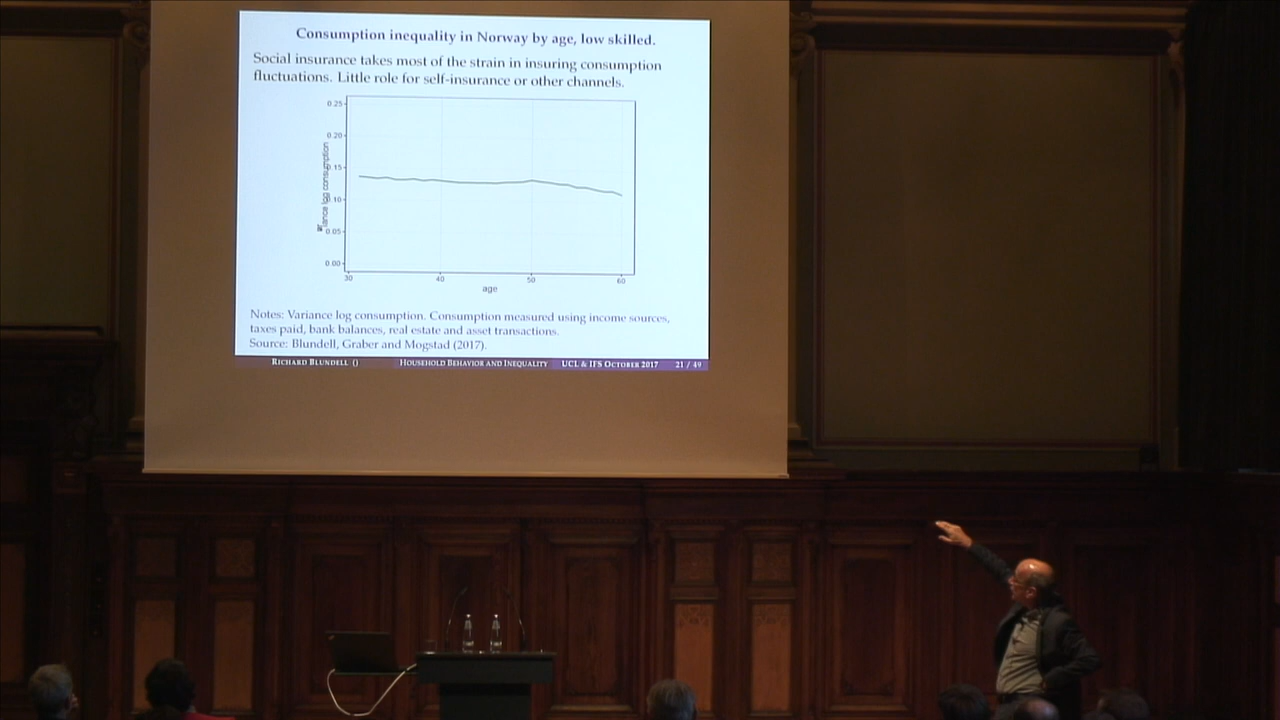 Consumption inequality in Norway by age, low skilled.
Social insurance takes most of the strain in insuring consumption
fluctuations. Little role for self-insurance or other channels.
0.25
0.20
0.15
0.10
0.05
0.00
log consumption
30 40 50 60
age
Notes: Variance log consumption. Consumption measured using income sources,
taxes paid, bank balances, real estate and asset transactions.
Source: Blundell, Graber and Mogstad (2017).
RICHARD BLUNDELL () HOUSEHOLD BEHAVIOR AND INEQUALITY UCL & IFS OCTOBER 2017 21 / 49